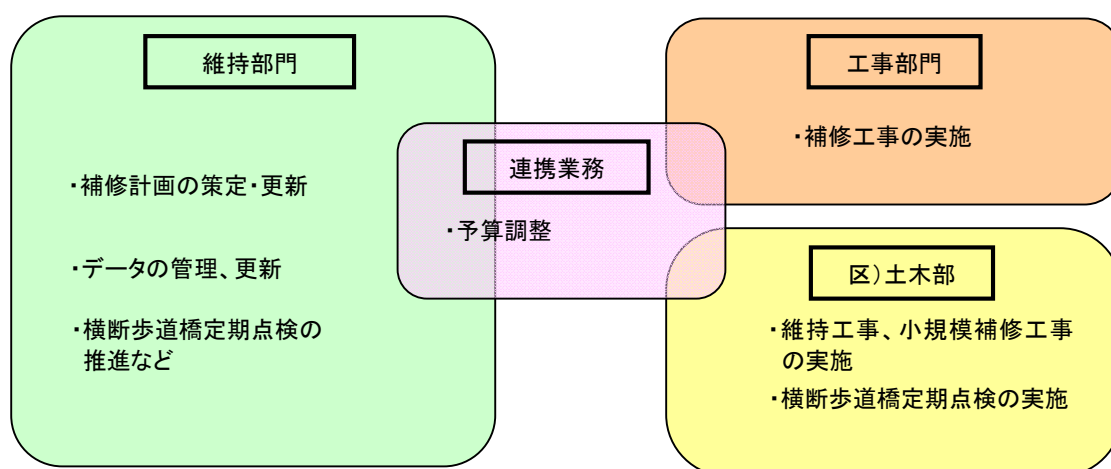 維持部門
・補修計画の策定・更新
・データの管理、更新
・横断歩道橋定期点検の
推進など
連携業務
・予算調整
工事部門
・補修工事の実施
区）土木部
・維持工事、小規模補修工事
の実施
・横断歩道橋定期点検の実施